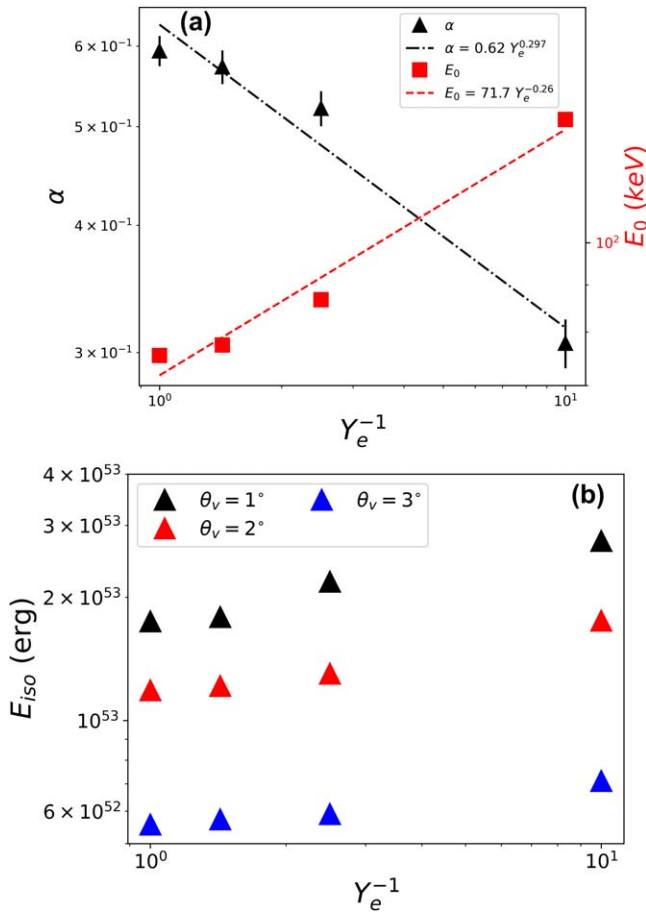 (a)
α
α = 0.62 Y_e^0.297
E_0
E_0 = 71.7 Y_e^-0.26
6 × 10^-1
5 × 10^-1
4 × 10^-1
3 × 10^-1
α
10^2
E_0 (keV)
10^0
10^1
Y_e^-1
(b)
θ_v = 1°
θ_v = 2°
θ_v = 3°
4 × 10^53
3 × 10^53
2 × 10^53
10^53
6 × 10^52
E_iso (erg)
10^0
10^1
Y_e^-1